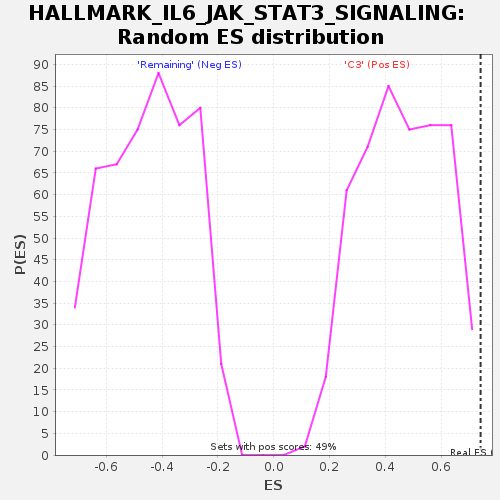 HALLMARK_IL6_JAK_STAT3_SIGNALING:
Random ES distribution
'Remaining' (Neg ES)
'C3' (Pos ES)
90
85
80
75
70
65
60
55
50
45
40
35
30
25
20
15
10
5
0
P(ES)
Sets with pos scores: 49%
Real ES
-0.6 -0.4 -0.2 0.0 0.2 0.4 0.6
ES